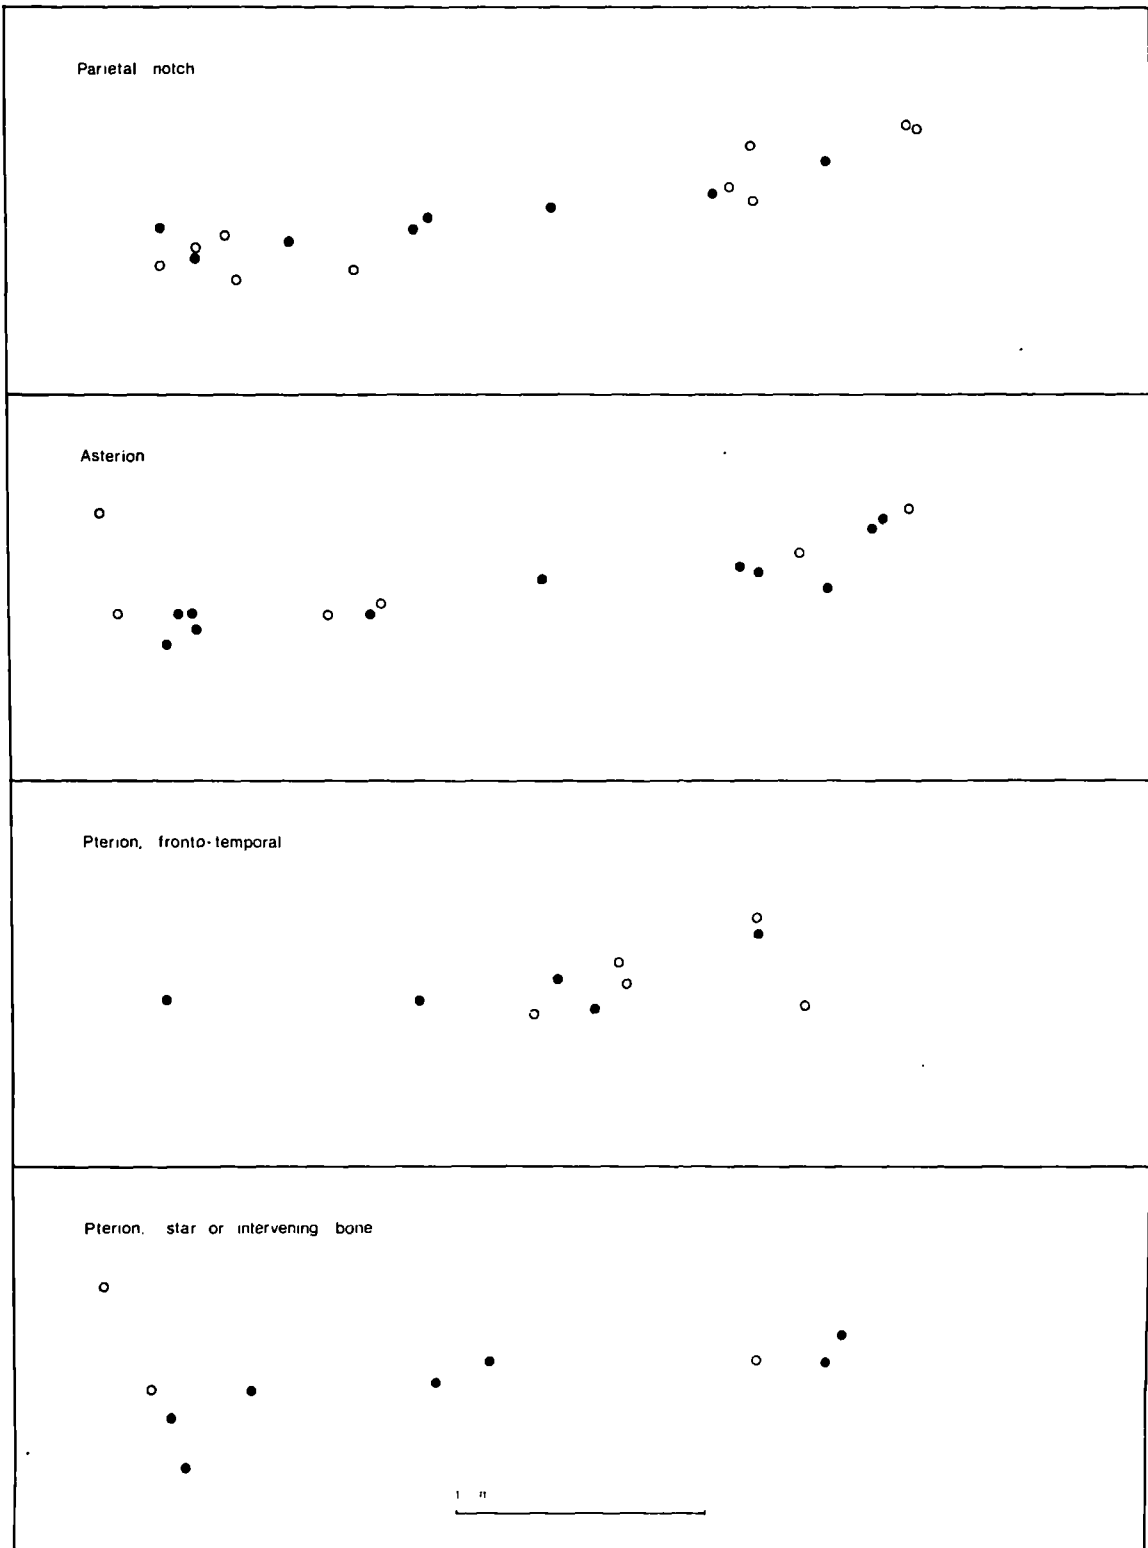 Parietal notch
Asterion
Pterion, fronto-temporal
Pterion, star or intervening bone